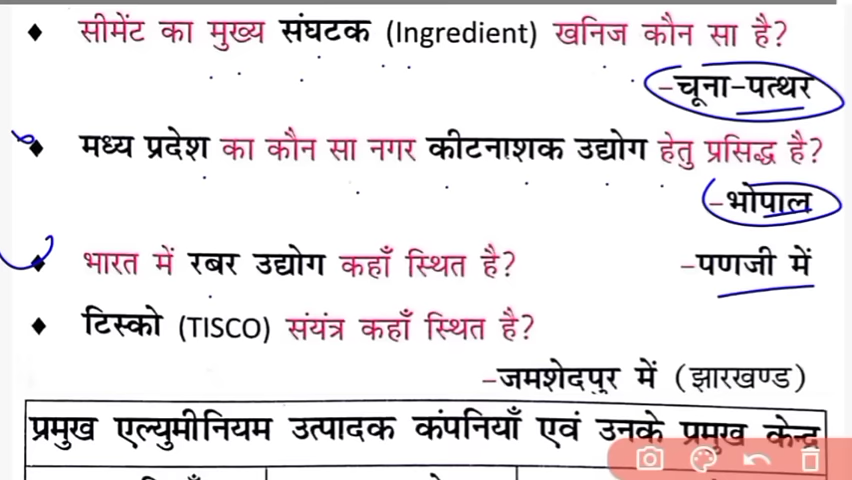 ♦ सीमेंट का मुख्य संघटक (Ingredient) खनिज कौन सा है?
–चूना-पत्थर
♦ मध्य प्रदेश का कौन सा नगर कीटनाशक उद्योग हेतु प्रसिद्ध है?
–भोपाल
♦ भारत में रबर उद्योग कहाँ स्थित है? –पणजी में
♦ टिस्को (TISCO) संयंत्र कहाँ स्थित है?
–जमशेदपुर में (झारखण्ड)
प्रमुख एल्युमीनियम उत्पादक कंपनियाँ एवं उनके प्रमुख केन्द्र